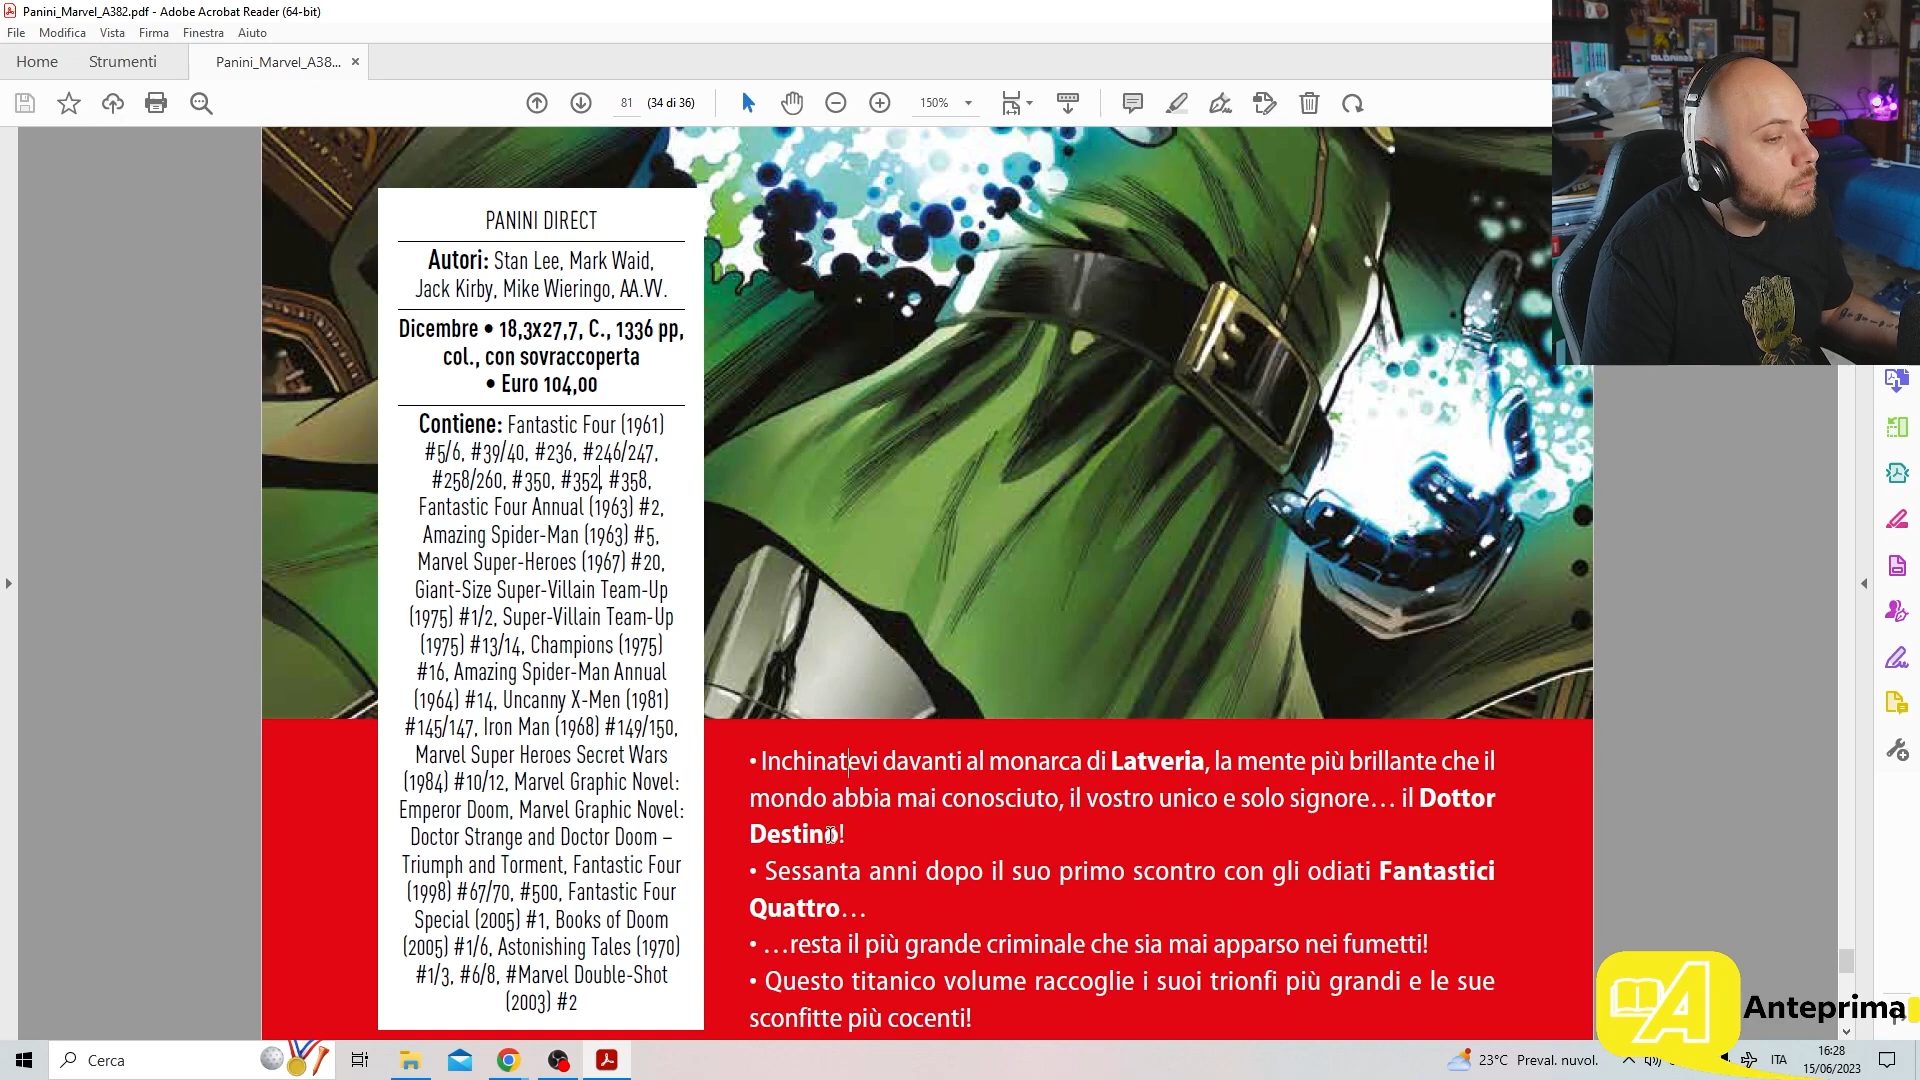 Panini_Marvel_A382.pdf - Adobe Acrobat Reader (64-bit)
File Modifica Vista Firma Finestra Aiuto
Home Strumenti Panini_Marvel_A38... ×
81 (34 di 36) 150%
PANINI DIRECT
Autori: Stan Lee, Mark Waid,
Jack Kirby, Mike Wieringo, AA.VV.
Dicembre • 18,3x27,7, C., 1336 pp,
col., con sovraccoperta
• Euro 104,00
Contiene: Fantastic Four (1961)
#5/6, #39/40, #236, #246/247,
#258/260, #350, #352, #358,
Fantastic Four Annual (1963) #2,
Amazing Spider-Man (1963) #5,
Marvel Super-Heroes (1967) #20,
Giant-Size Super-Villain Team-Up
(1975) #1/2, Super-Villain Team-Up
(1975) #13/14, Champions (1975)
#16, Amazing Spider-Man Annual
(1964) #14, Uncanny X-Men (1981)
#145/147, Iron Man (1968) #149/150,
Marvel Super Heroes Secret Wars
(1984) #10/12, Marvel Graphic Novel:
Emperor Doom, Marvel Graphic Novel:
Doctor Strange and Doctor Doom –
Triumph and Torment, Fantastic Four
(1998) #67/70, #500, Fantastic Four
Special (2005) #1, Books of Doom
(2005) #1/6, Astonishing Tales (1970)
#1/3, #6/8, #Marvel Double-Shot
(2003) #2
• Inchinatevi davanti al monarca di Latveria, la mente più brillante che il
mondo abbia mai conosciuto, il vostro unico e solo signore… il Dottor
Destino!
• Sessanta anni dopo il suo primo scontro con gli odiati Fantastici
Quattro…
• …resta il più grande criminale che sia mai apparso nei fumetti!
• Questo titanico volume raccoglie i suoi trionfi più grandi e le sue
sconfitte più cocenti!
A Anteprima
Cerca
23°C Preval. nuvol.
ITA
16:28
15/06/2023